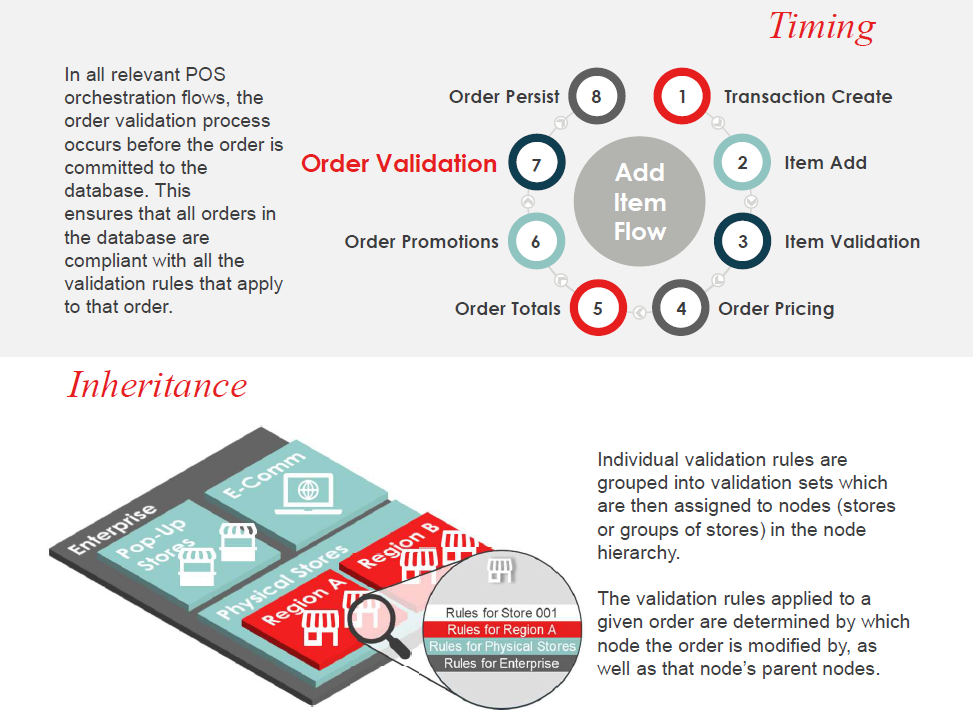 Timing
In all relevant POS
orchestration flows, the
order validation process
occurs before the order is
committed to the
database. This
ensures that all orders in
the database are
compliant with all the
validation rules that apply
to that order.
Add
Item
Flow
1 Transaction Create
2 Item Add
3 Item Validation
4 Order Pricing
Order Totals 5
Order Promotions 6
Order Validation 7
Order Persist 8
Inheritance
Enterprise
E-Comm
Pop-Up
Stores
Physical Stores
Region A
Region B
Rules for Store 001
Rules for Region A
Rules for Physical Stores
Rules for Enterprise
Individual validation rules are
grouped into validation sets which
are then assigned to nodes (stores
or groups of stores) in the node
hierarchy.
The validation rules applied to a
given order are determined by which
node the order is modified by, as
well as that node’s parent nodes.